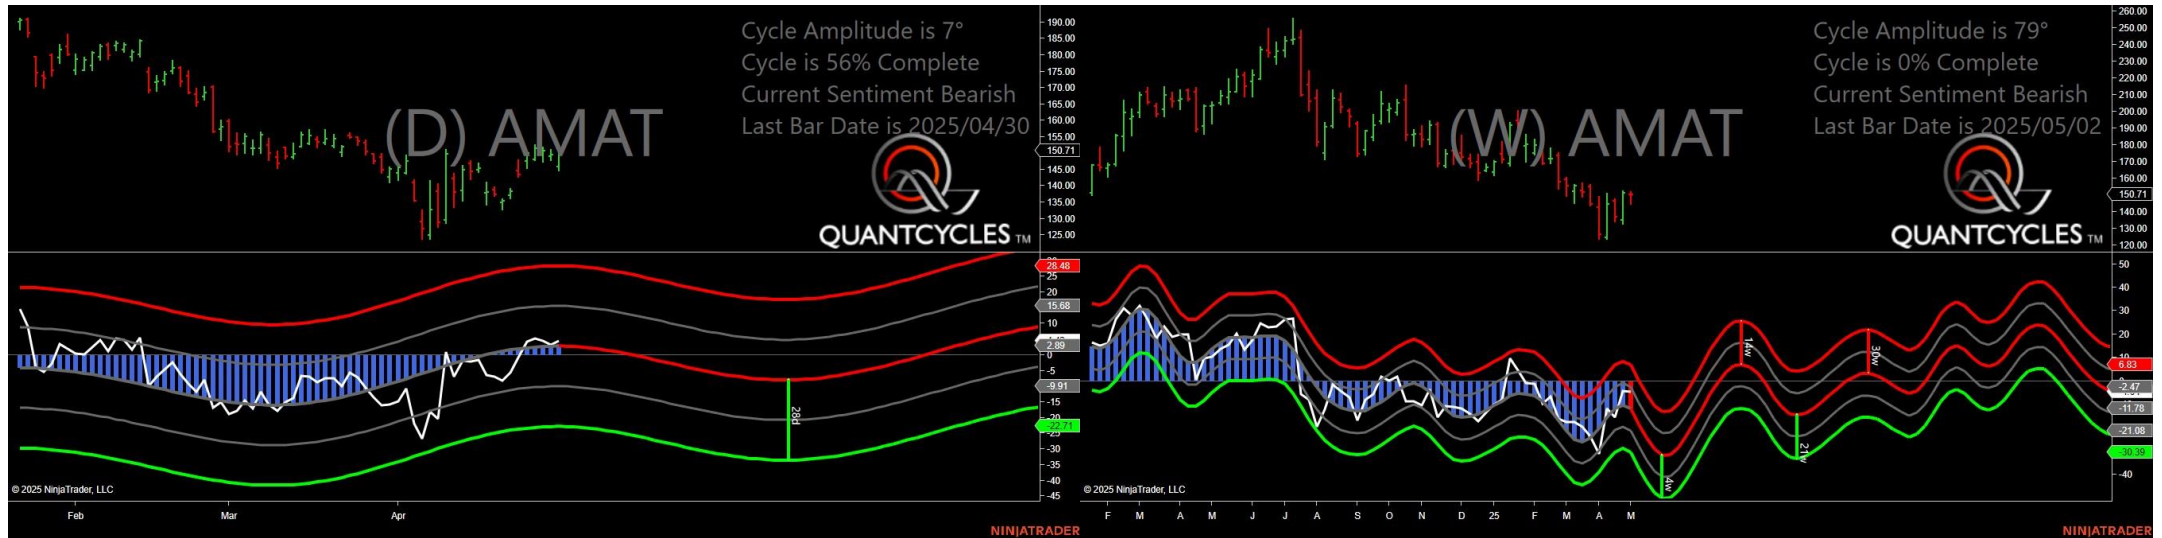 Cycle Amplitude is 7°
Cycle is 56% Complete
Current Sentiment Bearish
Last Bar Date is 2025/04/30
(D) AMAT
QUANTCYCLES TM
190.00
185.00
180.00
175.00
170.00
165.00
160.00
155.00
150.71
145.00
140.00
135.00
130.00
125.00
28.48
25
20
15.68
10
2.89
0
-5
-9.91
-15
-22.71
-30
-35
-40
-45
28d
© 2025 NinjaTrader, LLC
Feb Mar Apr
NINJATRADER
Cycle Amplitude is 79°
Cycle is 0% Complete
Current Sentiment Bearish
Last Bar Date is 2025/05/02
(W) AMAT
QUANTCYCLES TM
260.00
250.00
240.00
230.00
220.00
210.00
200.00
190.00
180.00
170.00
160.00
150.71
140.00
130.00
120.00
50
40
30
20
6.83
-2.47
-11.78
-21.08
-30.39
-40
14w
30w
21w
4w
© 2025 NinjaTrader, LLC
F M A M J J A S O N D 25 F M A M
NINJATRADER